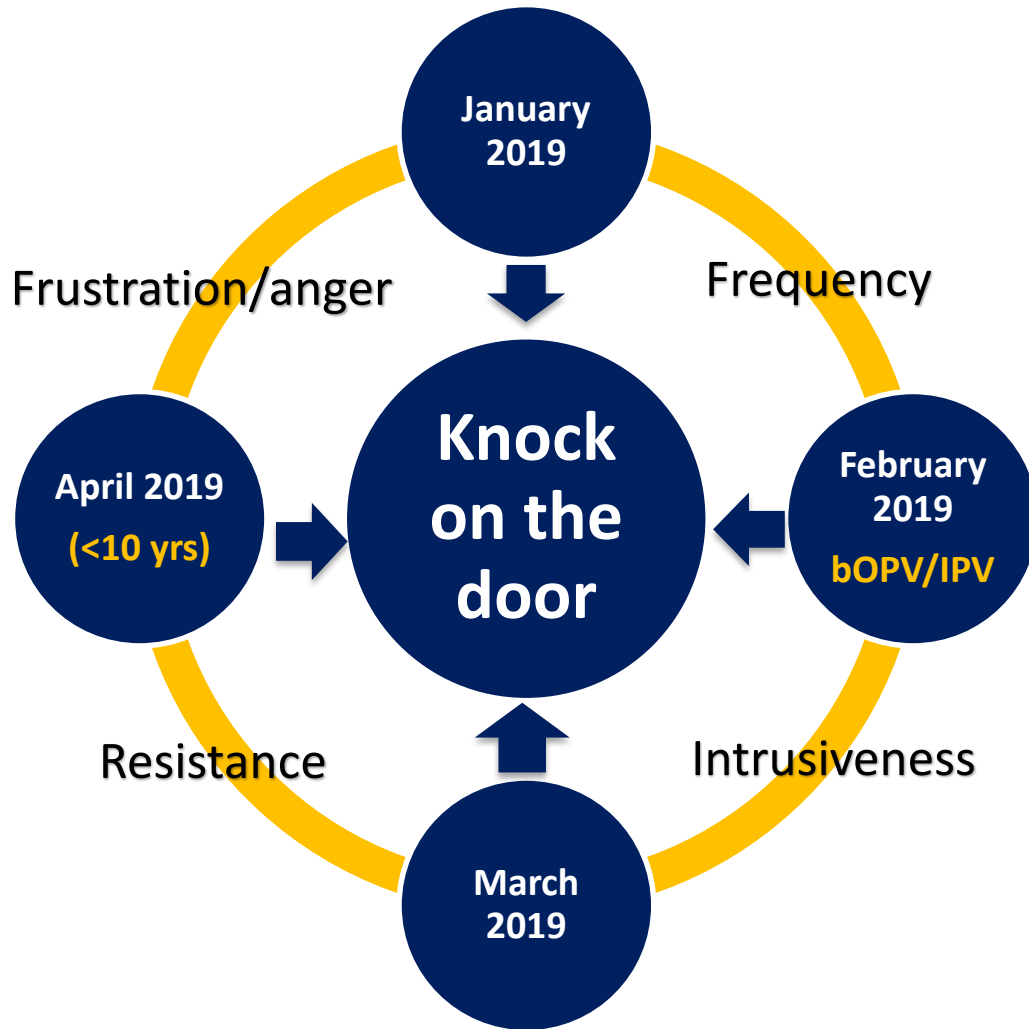 January
2019
Frustration/anger
Frequency
Knock
on the
door
April 2019
(<10 yrs)
February
2019
bOPV/IPV
Resistance
Intrusiveness
March
2019